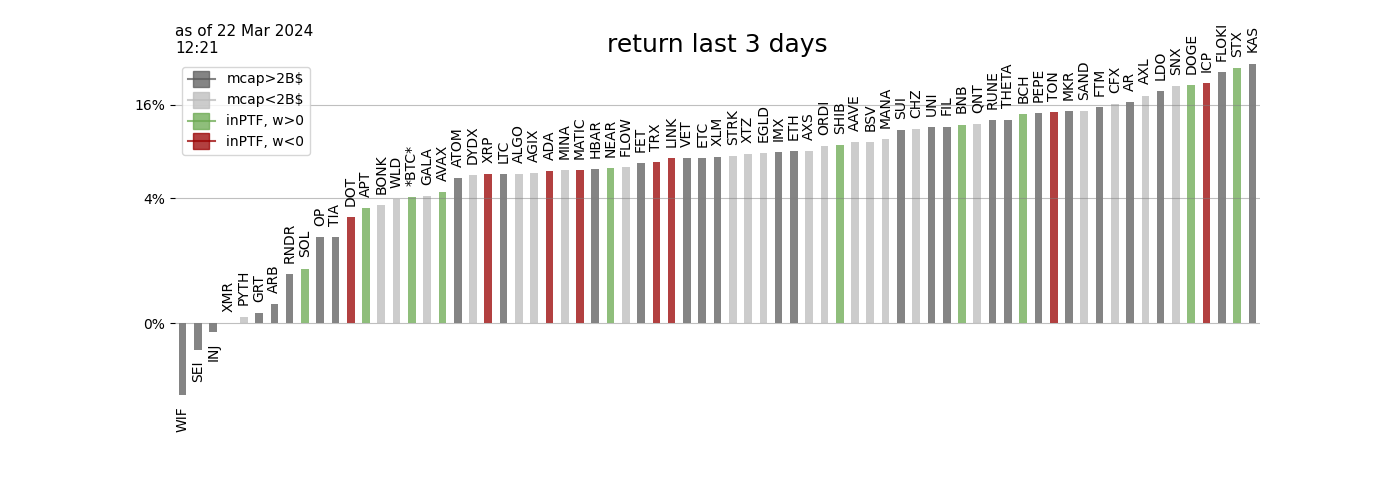 as of 22 Mar 2024
12:21
return last 3 days
mcap>2B$
mcap<2B$
inPTF, w>0
inPTF, w<0
16%
4%
0%
WIF
SEI
INJ
XMR
PYTH
GRT
ARB
RNDR
SOL
OP
TIA
DOT
APT
BONK
WLD
*BTC*
GALA
AVAX
ATOM
DYDX
XRP
LTC
ALGO
AGIX
ADA
MINA
MATIC
HBAR
NEAR
FLOW
FET
TRX
LINK
VET
ETC
XLM
STRK
XTZ
EGLD
IMX
ETH
AXS
ORDI
SHIB
AAVE
BSV
MANA
SUI
CHZ
UNI
FIL
BNB
QNT
RUNE
THETA
BCH
PEPE
TON
MKR
SAND
FTM
CFX
AR
AXL
LDO
SNX
DOGE
ICP
FLOKI
STX
KAS